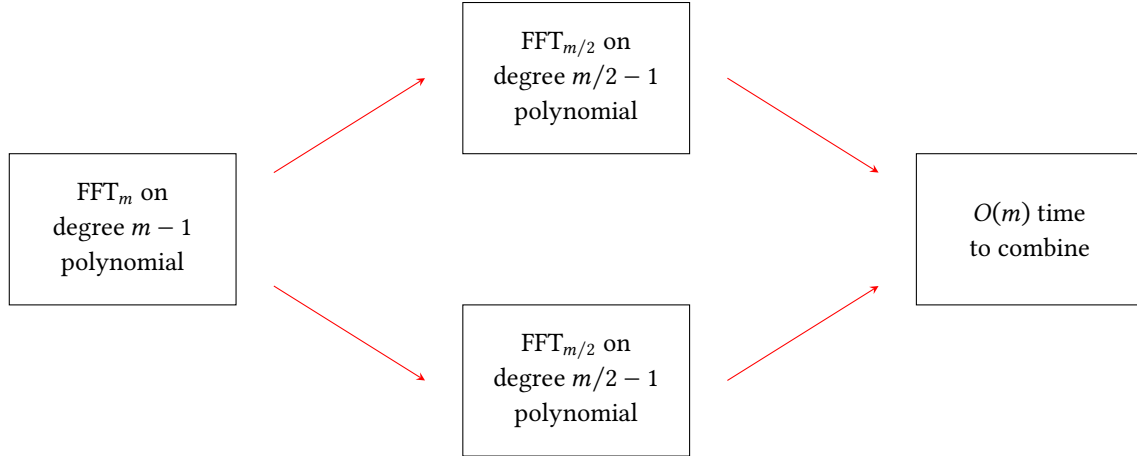 FFT_{m/2} on
degree m/2 − 1
polynomial
FFT_m on
degree m − 1
polynomial
O(m) time
to combine
FFT_{m/2} on
degree m/2 − 1
polynomial